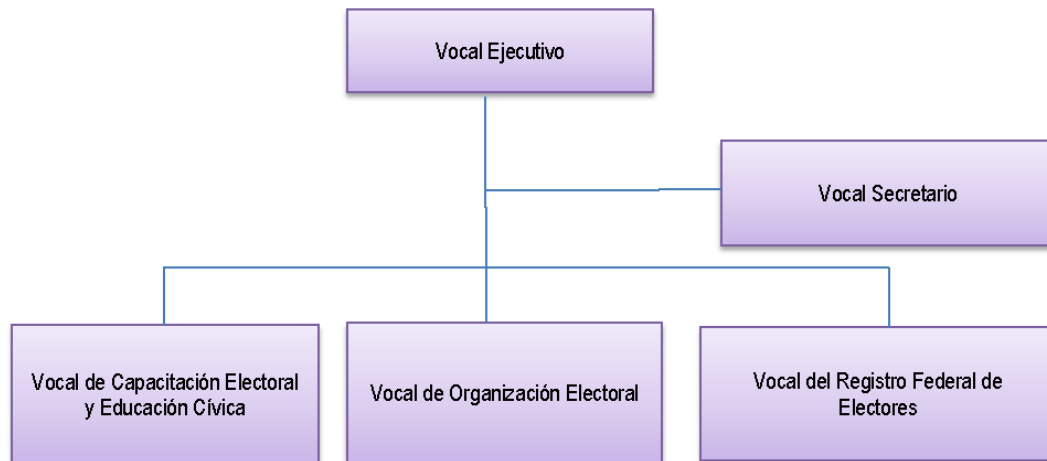 Vocal Ejecutivo
Vocal Secretario
Vocal de Capacitación Electoral
y Educación Cívica
Vocal de Organización Electoral
Vocal del Registro Federal de
Electores